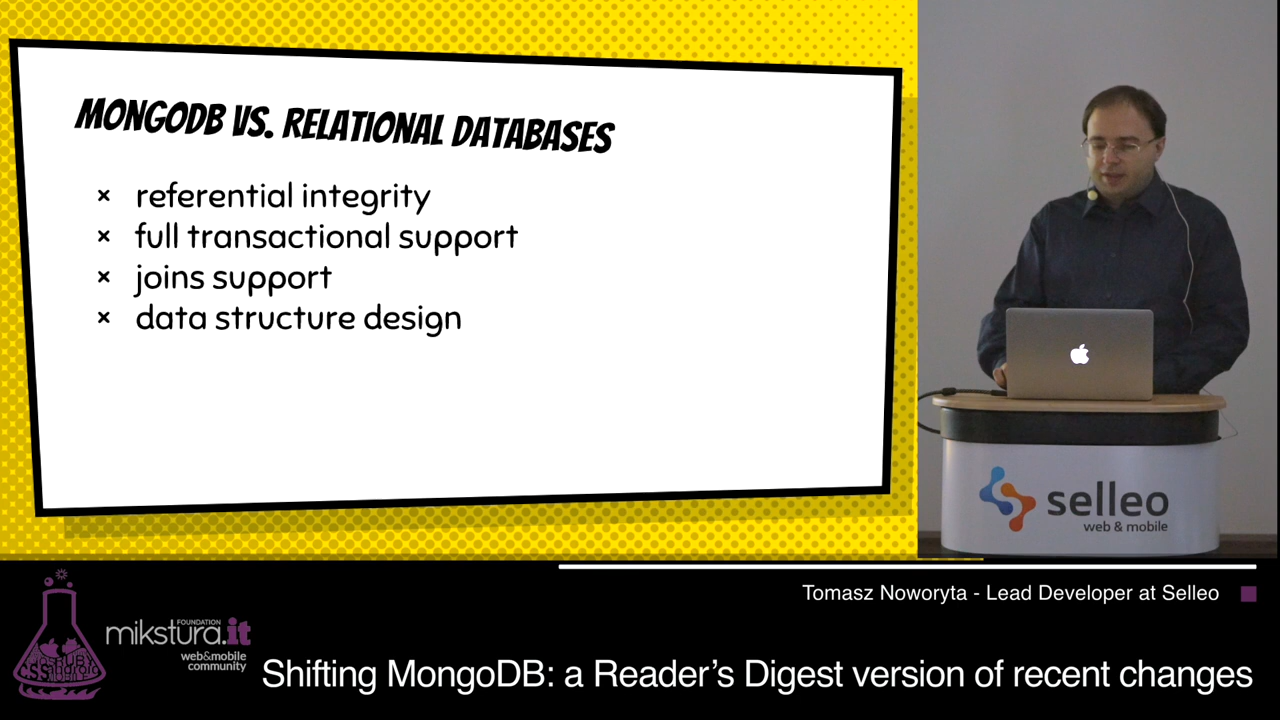 MONGODB VS. RELATIONAL DATABASES
× referential integrity
× full transactional support
× joins support
× data structure design
selleo
web & mobile
Tomasz Noworyta - Lead Developer at Selleo
FOUNDATION
mikstura.it
web&mobile
community
Shifting MongoDB: a Reader's Digest version of recent changes